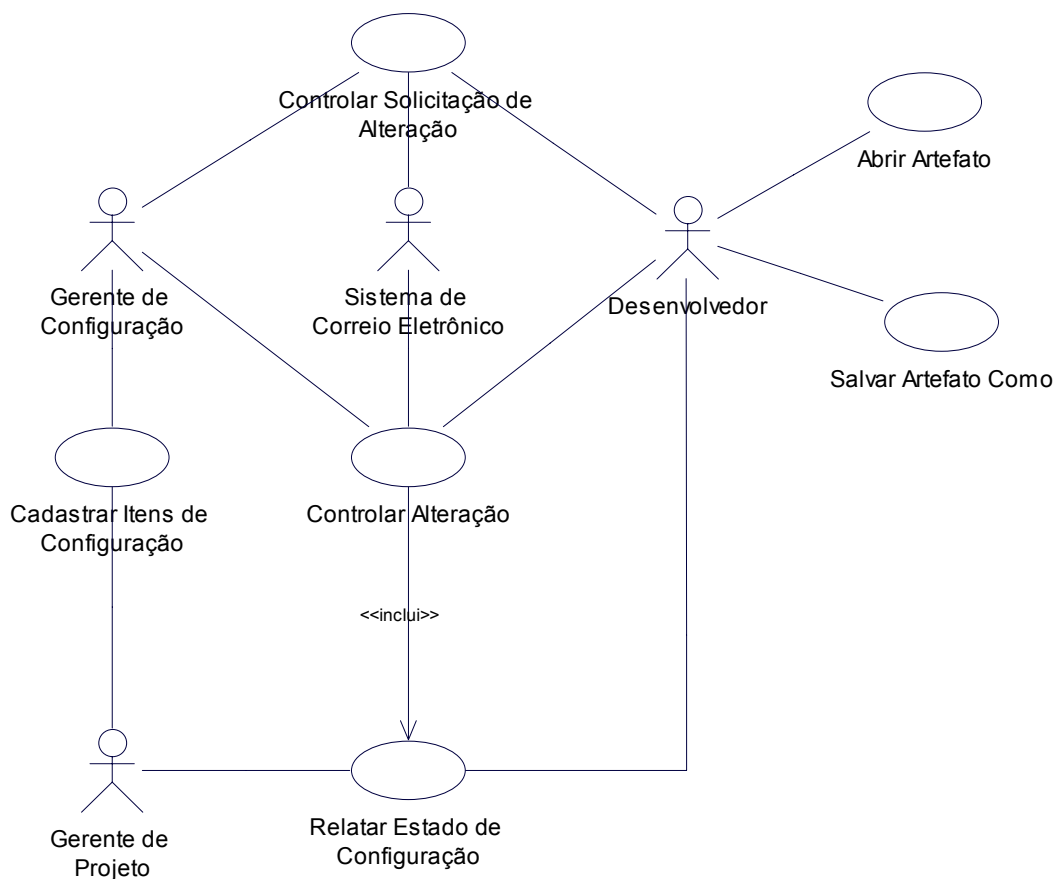 Controlar Solicitação de
Alteração
Abrir Artefato
Gerente de
Configuração
Sistema de
Correio Eletrônico
Desenvolvedor
Salvar Artefato Como
Cadastrar Itens de
Configuração
Controlar Alteração
<<inclui>>
Gerente de
Projeto
Relatar Estado de
Configuração